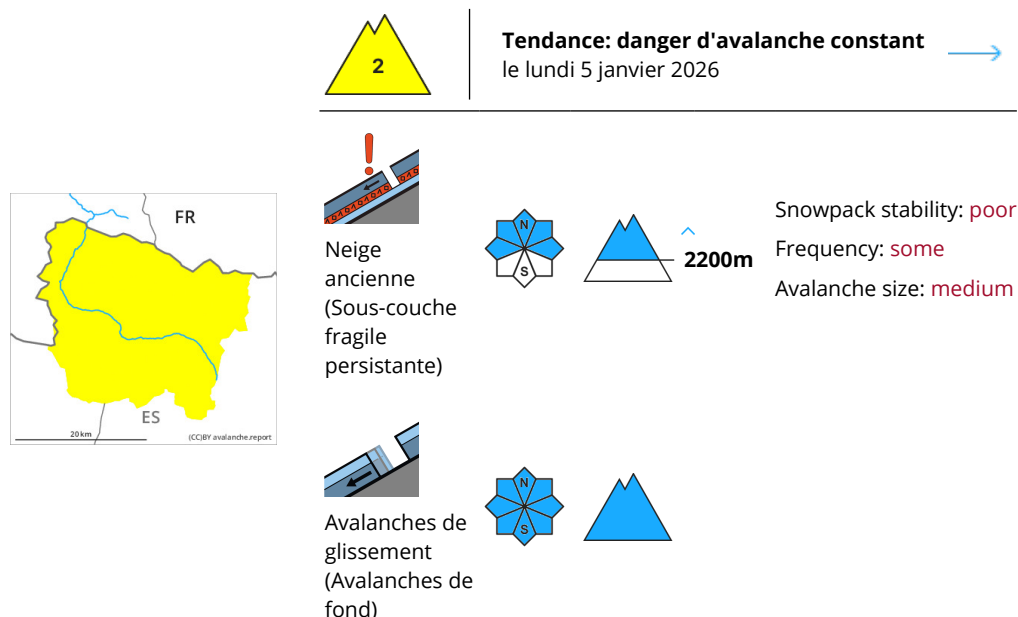 2
Tendance: danger d'avalanche constant
le lundi 5 janvier 2026
FR
ES
20 km
(CC)BY avalanche.report
Neige
ancienne
(Sous-couche
fragile
persistante)
N
S
2200m
Snowpack stability: poor
Frequency: some
Avalanche size: medium
Avalanches de
glissement
(Avalanches de
fond)
N
S